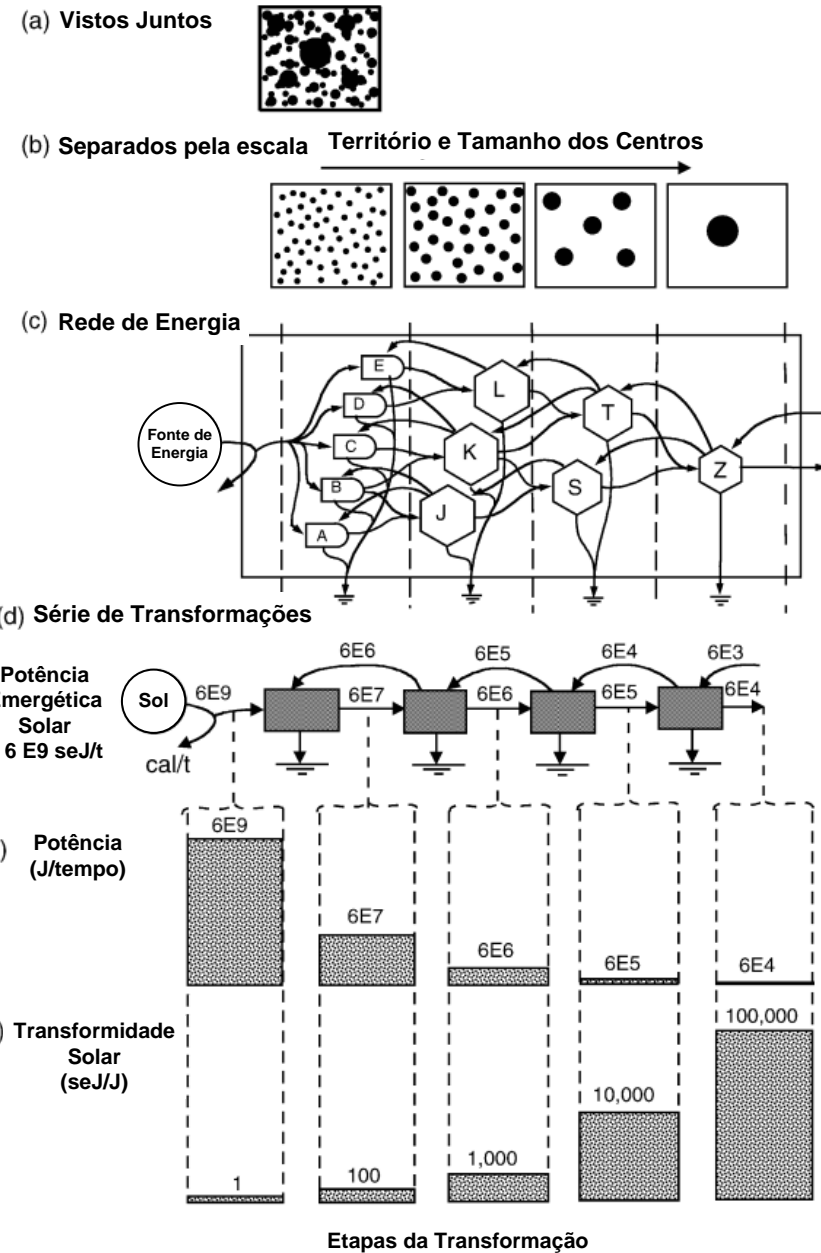 (a) Vistos Juntos
(b) Separados pela escala
Território e Tamanho dos Centros
(c) Rede de Energia
Fonte de
Energia
E
D
C
B
A
L
K
J
T
S
Z
(d) Série de Transformações
Potência
Emergética
Solar
6 E9 seJ/t
Sol
6E9
cal/t
6E6
6E7
6E5
6E6
6E4
6E5
6E3
6E4
) Potência
(J/tempo)
6E9
6E7
6E6
6E5
6E4
) Transformidade
Solar
(seJ/J)
1
100
1,000
10,000
100,000
Etapas da Transformação